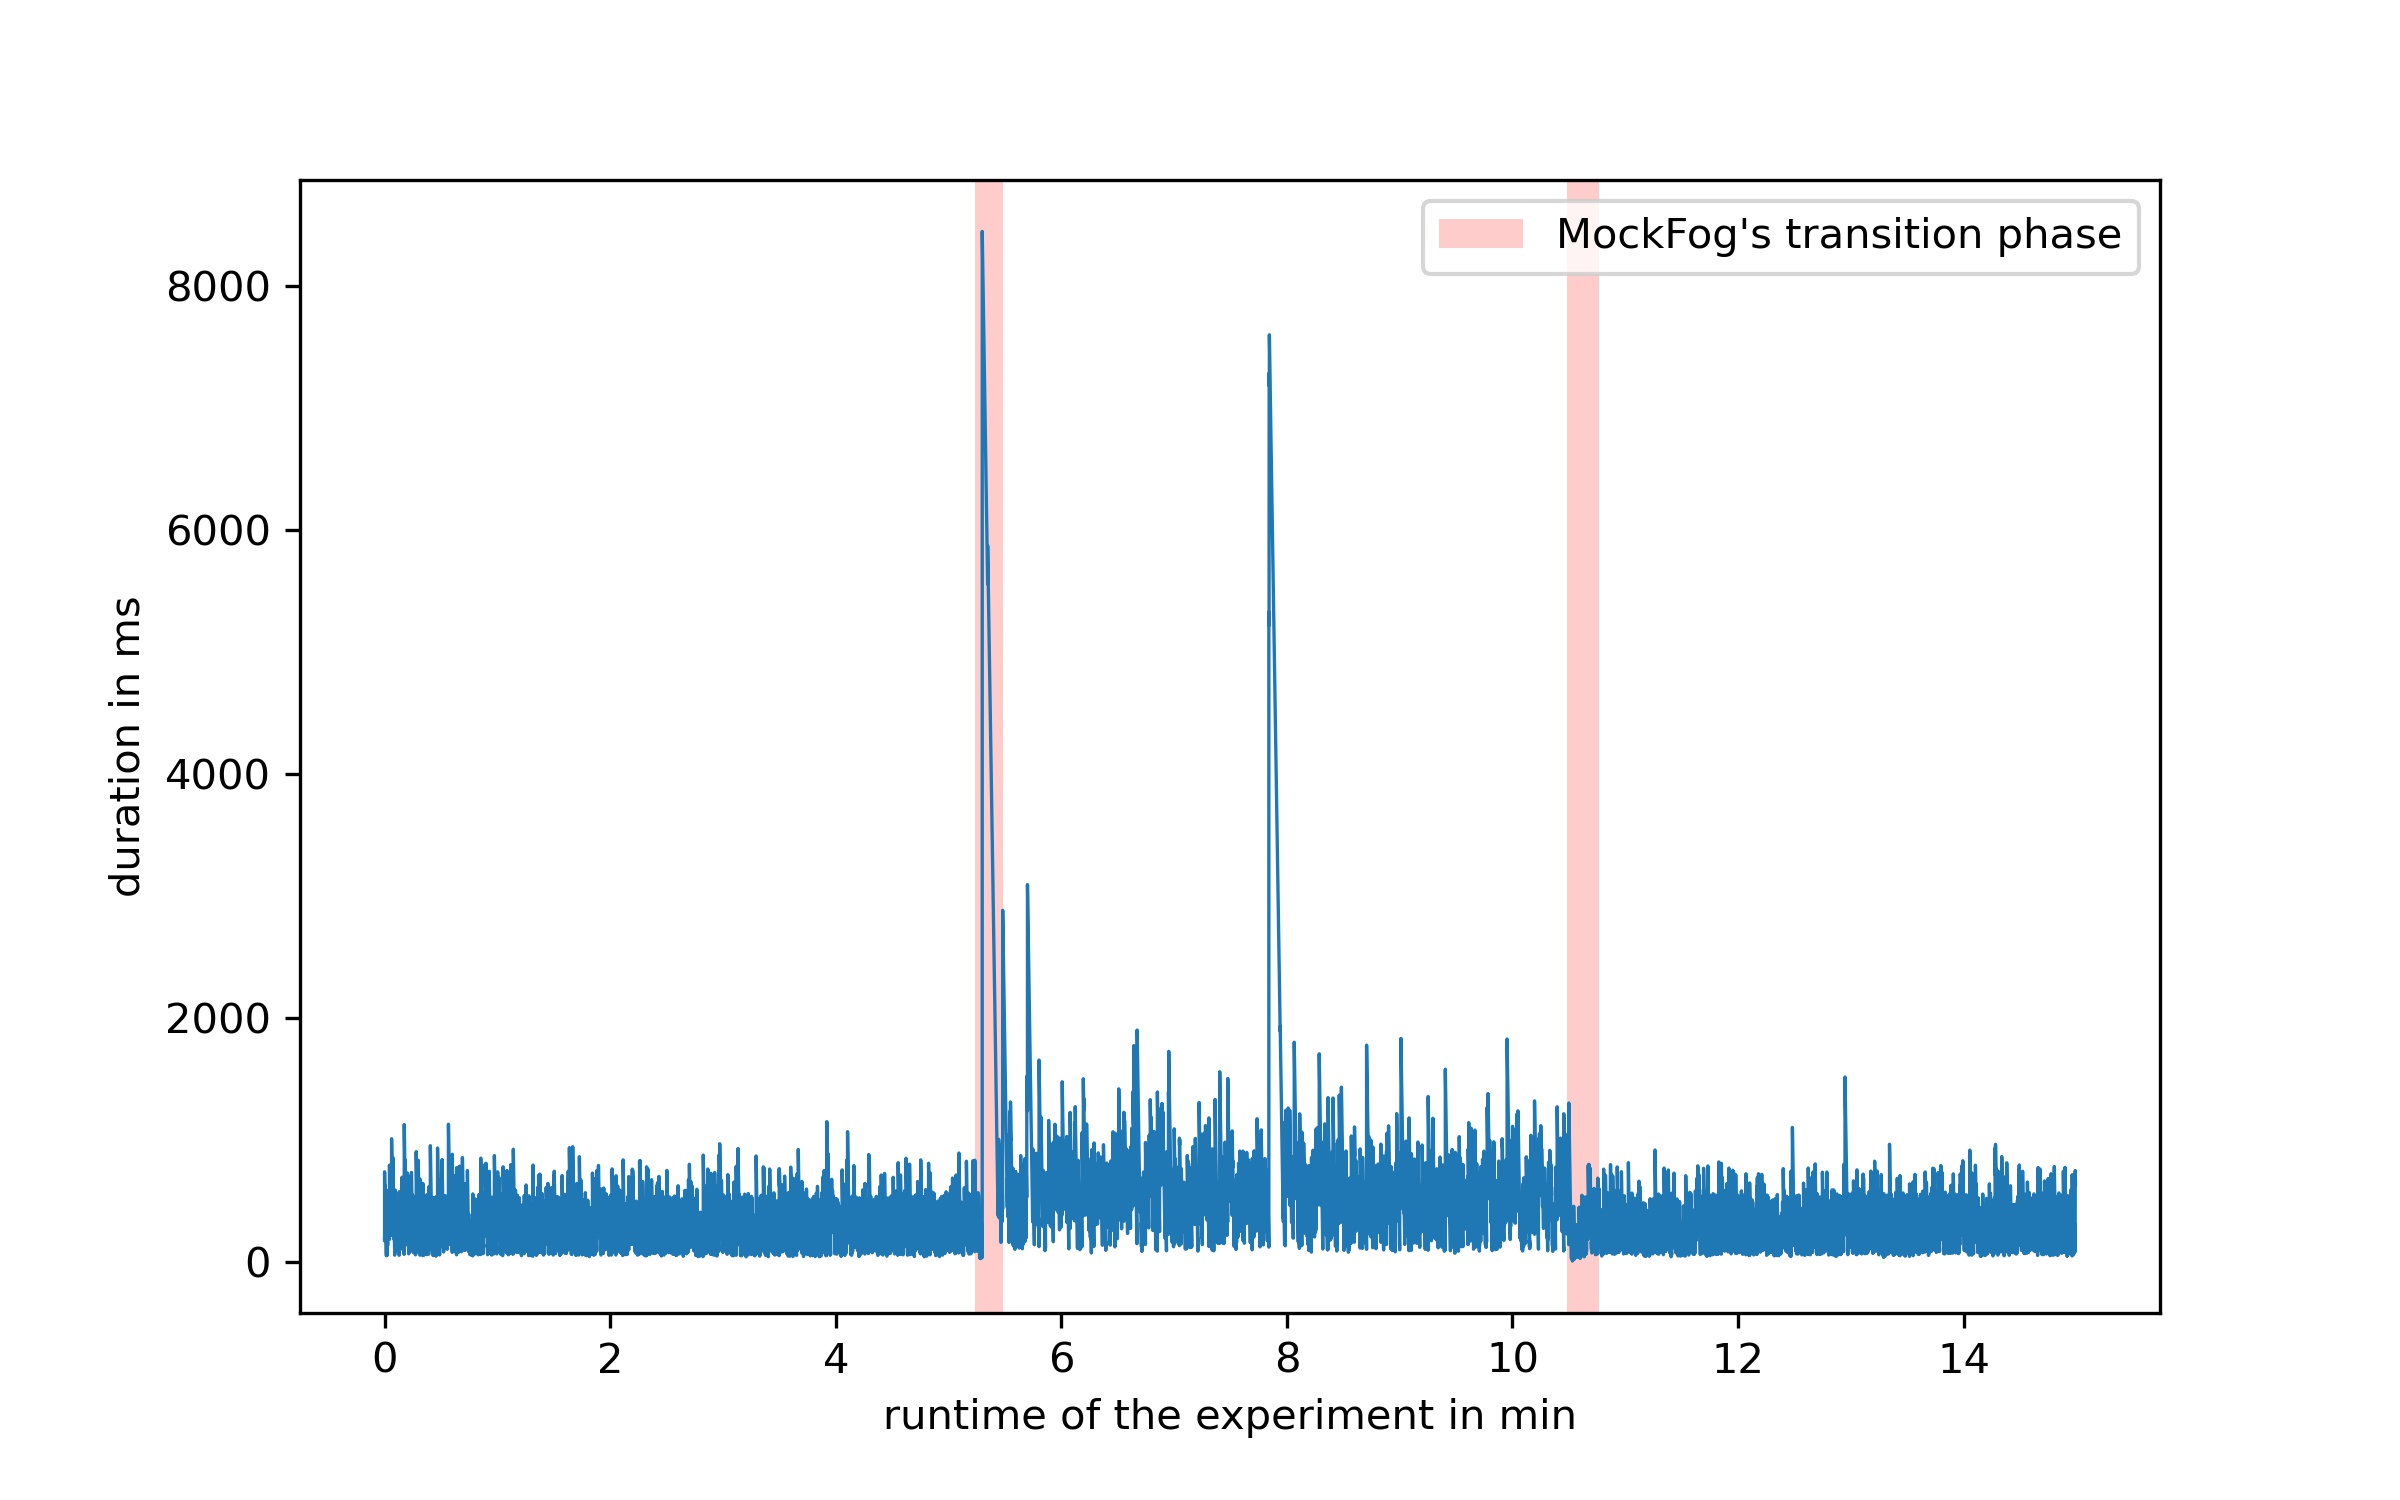 MockFog's transition phase
8000
6000
4000
2000
0
duration in ms
0 2 4 6 8 10 12 14
runtime of the experiment in min